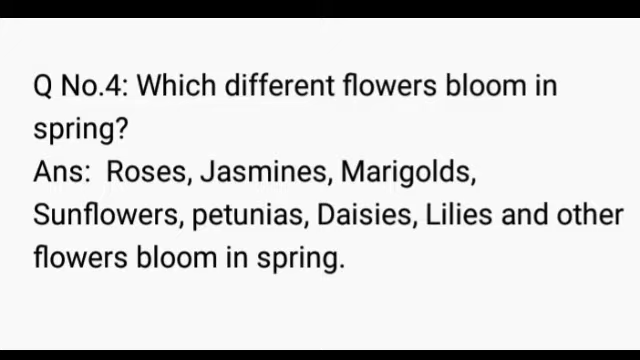 Q No.4: Which different flowers bloom in
spring?
Ans:  Roses, Jasmines, Marigolds,
Sunflowers, petunias, Daisies, Lilies and other
flowers bloom in spring.